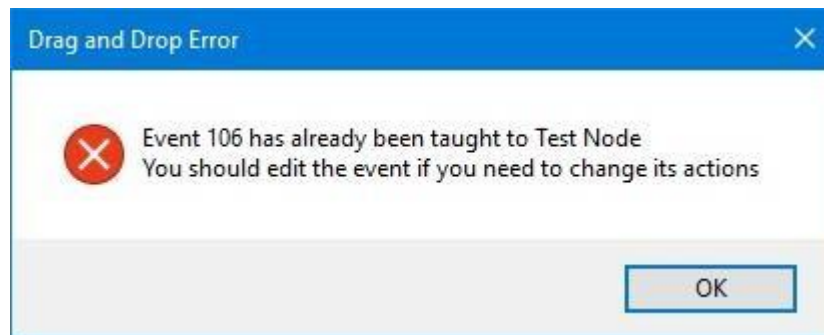 Drag and Drop Error
Event 106 has already been taught to Test Node
You should edit the event if you need to change its actions
OK